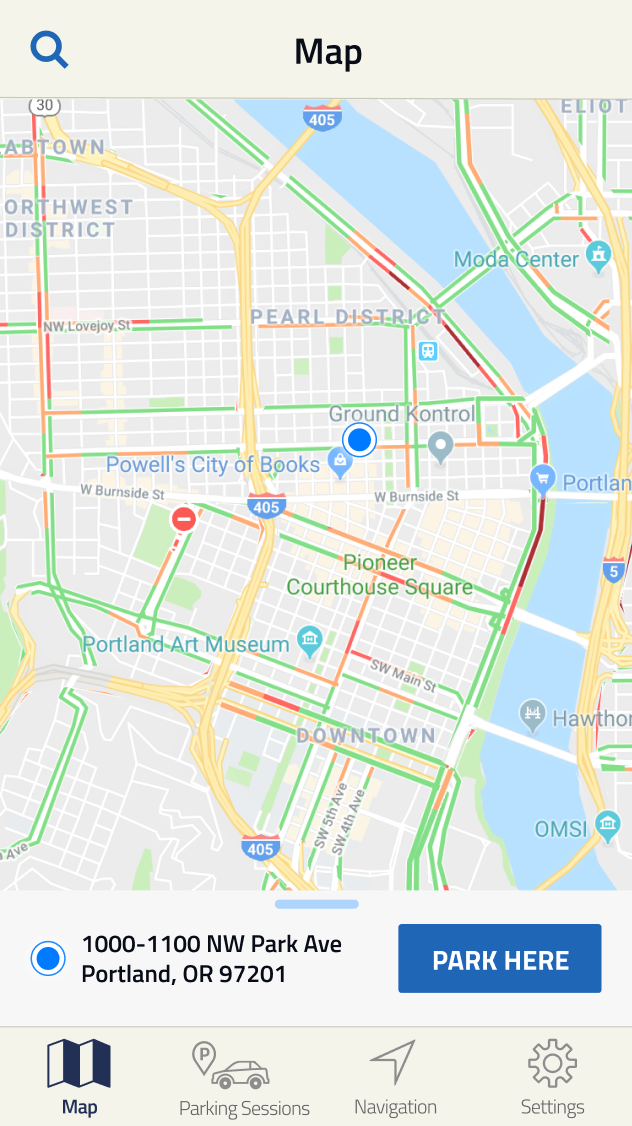 Map
30
405
ELIOT
ABTOWN
ORTHWEST
DISTRICT
Moda Center
PEARL DISTRICT
NW Lovejoy St
Ground Kontrol
Powell's City of Books
Portlan
W Burnside St
W Burnside St
405
Pioneer
Courthouse Square
5
Portland Art Museum
SW Main St
Hawthor
DOWNTOWN
SW 5th Ave
SW 4th Ave
OMSI
405
Ave
1000-1100 NW Park Ave
Portland, OR 97201
PARK HERE
P
Map
Parking Sessions
Navigation
Settings